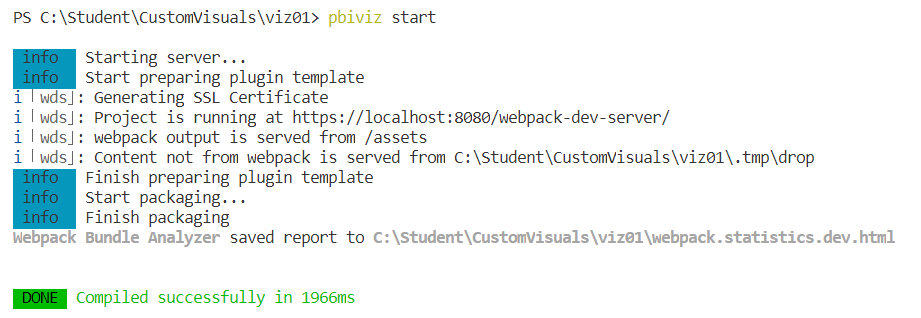 PS C:\Student\CustomVisuals\viz01> pbiviz start
info Starting server...
info Start preparing plugin template
i ｢wds｣: Generating SSL Certificate
i ｢wds｣: Project is running at https://localhost:8080/webpack-dev-server/
i ｢wds｣: webpack output is served from /assets
i ｢wds｣: Content not from webpack is served from C:\Student\CustomVisuals\viz01\.tmp\drop
info Finish preparing plugin template
info Start packaging...
info Finish packaging
Webpack Bundle Analyzer saved report to C:\Student\CustomVisuals\viz01\webpack.statistics.dev.html
DONE Compiled successfully in 1966ms